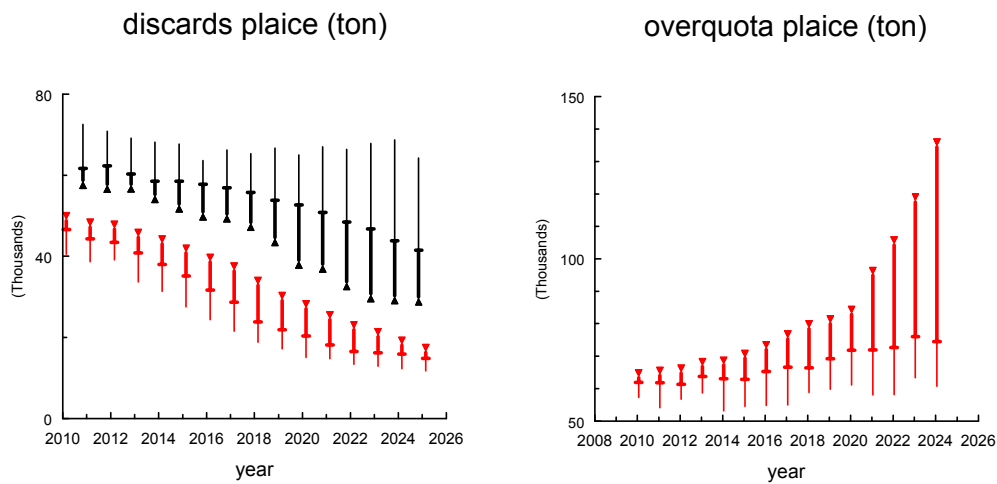 discards plaice (ton)
80
40
0
(Thousands)
2010 2012 2014 2016 2018 2020 2022 2024 2026
year
overquota plaice (ton)
150
100
50
(Thousands)
2008 2010 2012 2014 2016 2018 2020 2022 2024 2026
year